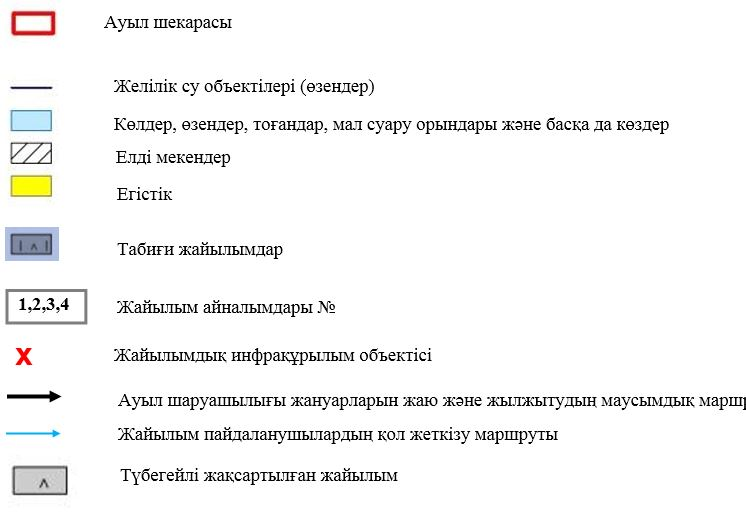 Ауыл шекарасы
Желілік су объектілері (өзендер)
Көлдер, өзендер, тоғандар, мал суару орындары және басқа да көздер
Елді мекендер
Егістік
Табиғи жайылымдар
1,2,3,4 Жайылым айналымдары №
X Жайылымдық инфрақұрылым объектісі
Ауыл шаруашылығы жануарларын жаю және жылжытудың маусымдық
Жайылым пайдаланушылардың қол жеткізу маршруты
Түбегейлі жақсартылған жайылым